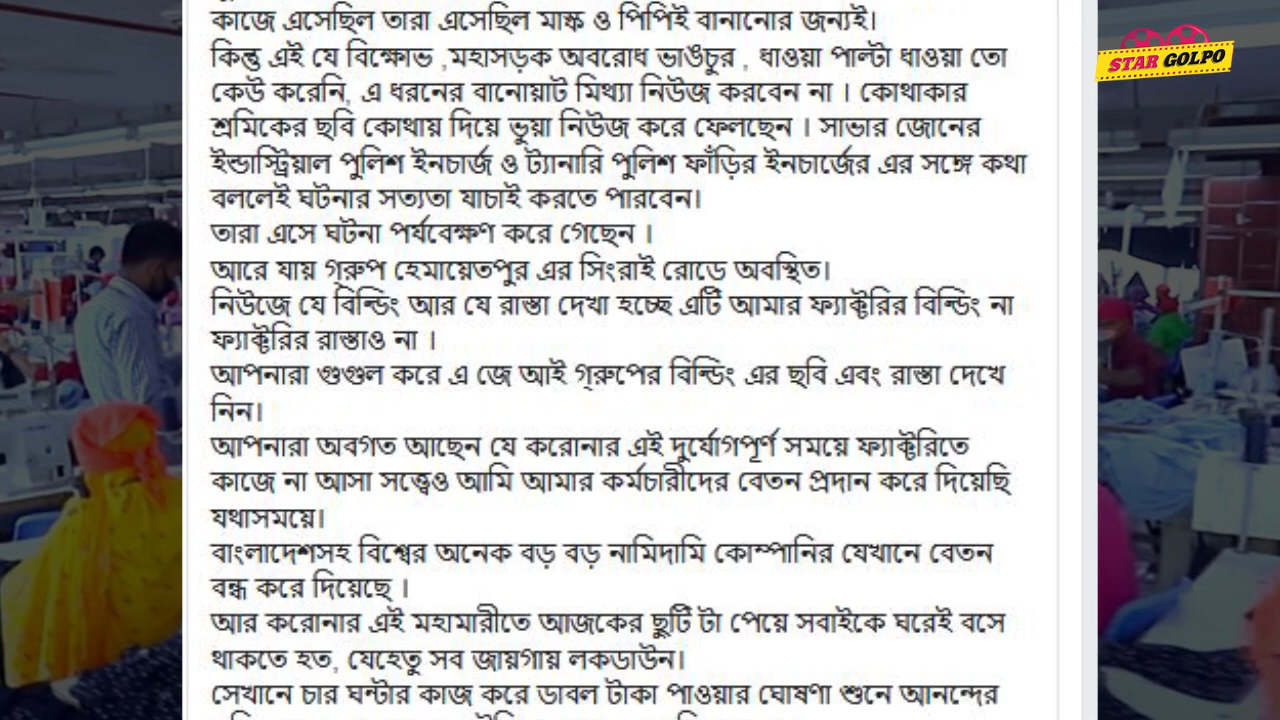 কাজে এসেছিল তারা এসেছিল মাস্ক ও পিপিই বানানোর জন্যই।
কিন্তু এই যে বিক্ষোভ ,মহাসড়ক অবরোধ ভাঙচুর , ধাওয়া পাল্টা ধাওয়া তো
কেউ করেনি, এ ধরনের বানোয়াট মিথ্যা নিউজ করবেন না । কোথাকার
শ্রমিকের ছবি কোথায় দিয়ে ভুয়া নিউজ করে ফেলছেন । সাভার জোনের
ইন্ডাস্ট্রিয়াল পুলিশ ইনচার্জ ও ট্যানারি পুলিশ ফাঁড়ির ইনচার্জের এর সঙ্গে কথা
বললেই ঘটনার সত্যতা যাচাই করতে পারবেন।
তারা এসে ঘটনা পর্যবেক্ষণ করে গেছেন ।
আরে যায় গ্রুপ হেমায়েতপুর এর সিংরাই রোডে অবস্থিত।
নিউজে যে বিল্ডিং আর যে রাস্তা দেখা হচ্ছে এটি আমার ফ্যাক্টরির বিল্ডিং না
ফ্যাক্টরির রাস্তাও না ।
আপনারা গুগুল করে এ জে আই গ্রুপের বিল্ডিং এর ছবি এবং রাস্তা দেখে
নিন।
আপনারা অবগত আছেন যে করোনার এই দুর্যোগপূর্ণ সময়ে ফ্যাক্টরিতে
কাজে না আসা সত্ত্বেও আমি আমার কর্মচারীদের বেতন প্রদান করে দিয়েছি
যথাসময়ে।
বাংলাদেশসহ বিশ্বের অনেক বড় বড় নামিদামি কোম্পানির যেখানে বেতন
বন্ধ করে দিয়েছে ।
আর করোনার এই মহামারীতে আজকের ছুটি টা পেয়ে সবাইকে ঘরেই বসে
থাকতে হত, যেহেতু সব জায়গায় লকডাউন।
সেখানে চার ঘন্টার কাজ করে ডাবল টাকা পাওয়ার ঘোষণা শুনে আনন্দের
STAR GOLPO